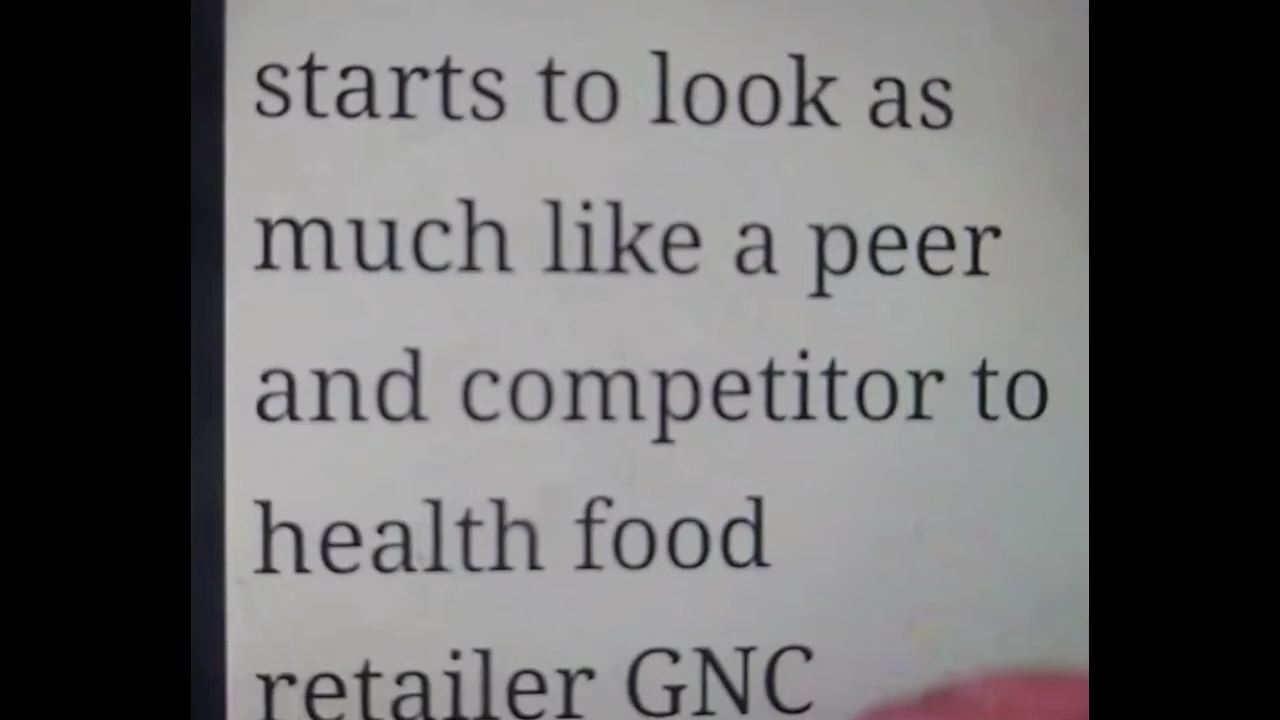 starts to look as
much like a peer
and competitor to
health food
retailer GNC